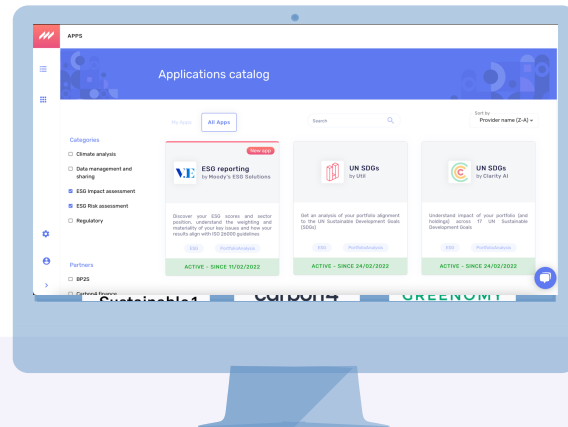 APPS
Applications catalog
My Apps
All Apps
Search
Sort by
Provider name (Z-A)
Categories
Climate analysis
Data management and
sharing
ESG Impact assessment
ESG Risk assessment
Regulatory
Partners
BP2S
Carbon4 finance
New app
V.E
ESG reporting
by Moody's ESG Solutions
Discover your ESG scores and sector
position, understand the weighting and
materiality of your key issues and how your
results align with ISO 26000 guidelines
ESG
PortfolioAnalysis
ACTIVE - SINCE 11/02/2022
UN SDGs
by Util
Get an analysis of your portfolio alignment
to the UN Sustainable Development Goals
(SDGs)
ESG
PortfolioAnalysis
ACTIVE - SINCE 24/02/2022
UN SDGs
by Clarity AI
Understand impact of your portfolio (and
holdings) across 17 UN Sustainable
Development Goals
ESG
PortfolioAnalysis
ACTIVE - SINCE 24/02/2022
Sustainable1
carbon4
GREENOMY